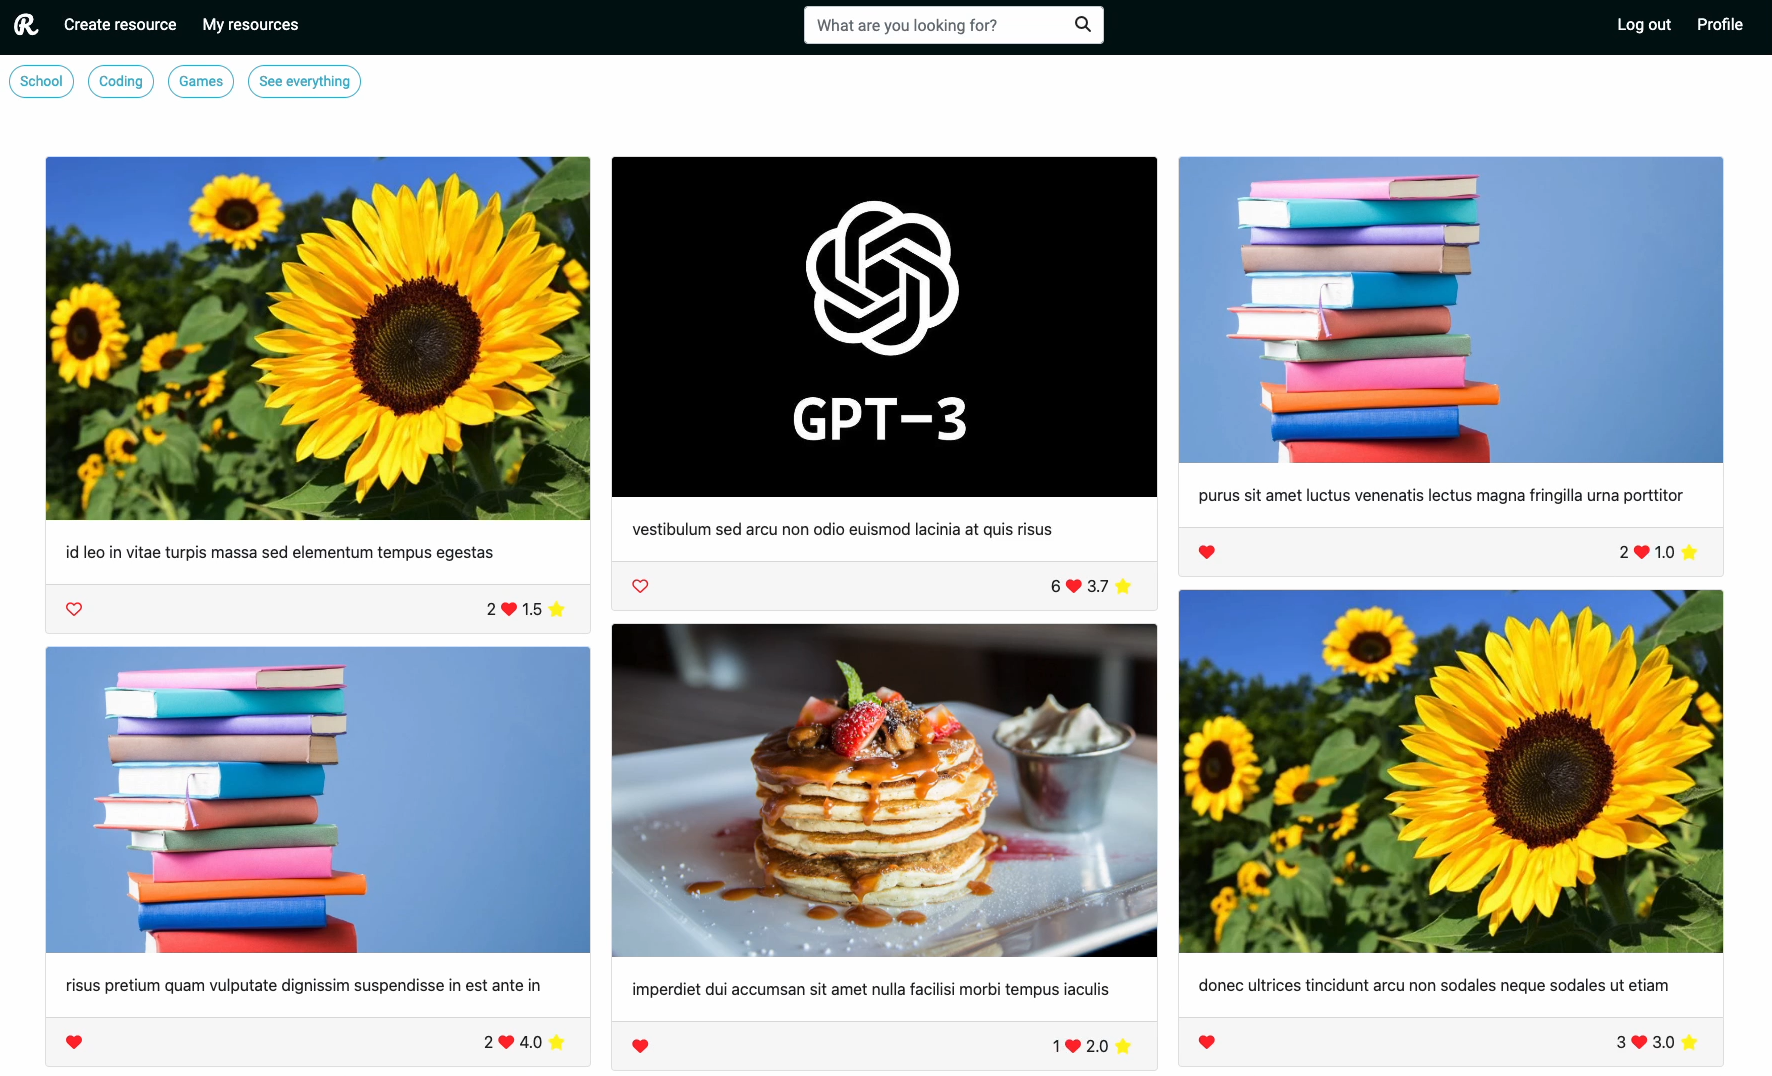 R Create resource My resources What are you looking for? Log out Profile
School Coding Games See everything
GPT-3
id leo in vitae turpis massa sed elementum tempus egestas
2 1.5
vestibulum sed arcu non odio euismod lacinia at quis risus
6 3.7
purus sit amet luctus venenatis lectus magna fringilla urna porttitor
2 1.0
risus pretium quam vulputate dignissim suspendisse in est ante in
2 4.0
imperdiet dui accumsan sit amet nulla facilisi morbi tempus iaculis
1 2.0
donec ultrices tincidunt arcu non sodales neque sodales ut etiam
3 3.0